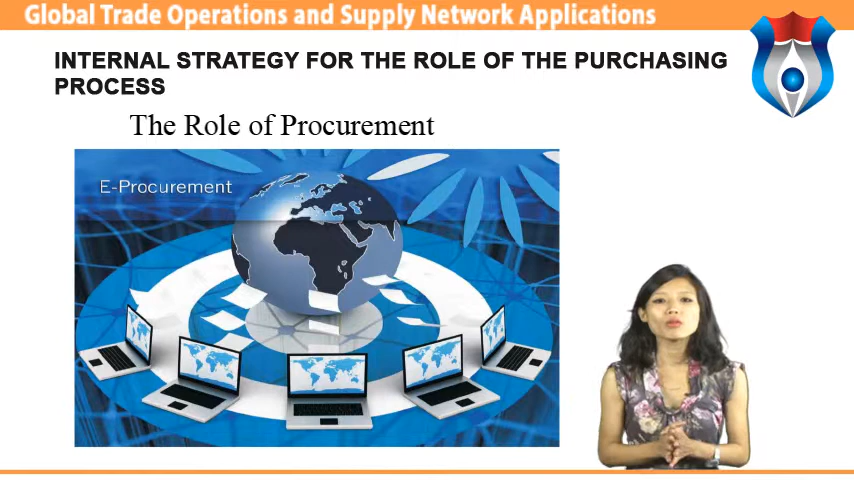 Global Trade Operations and Supply Network Applications
INTERNAL STRATEGY FOR THE ROLE OF THE PURCHASING
PROCESS
The Role of Procurement
E-Procurement